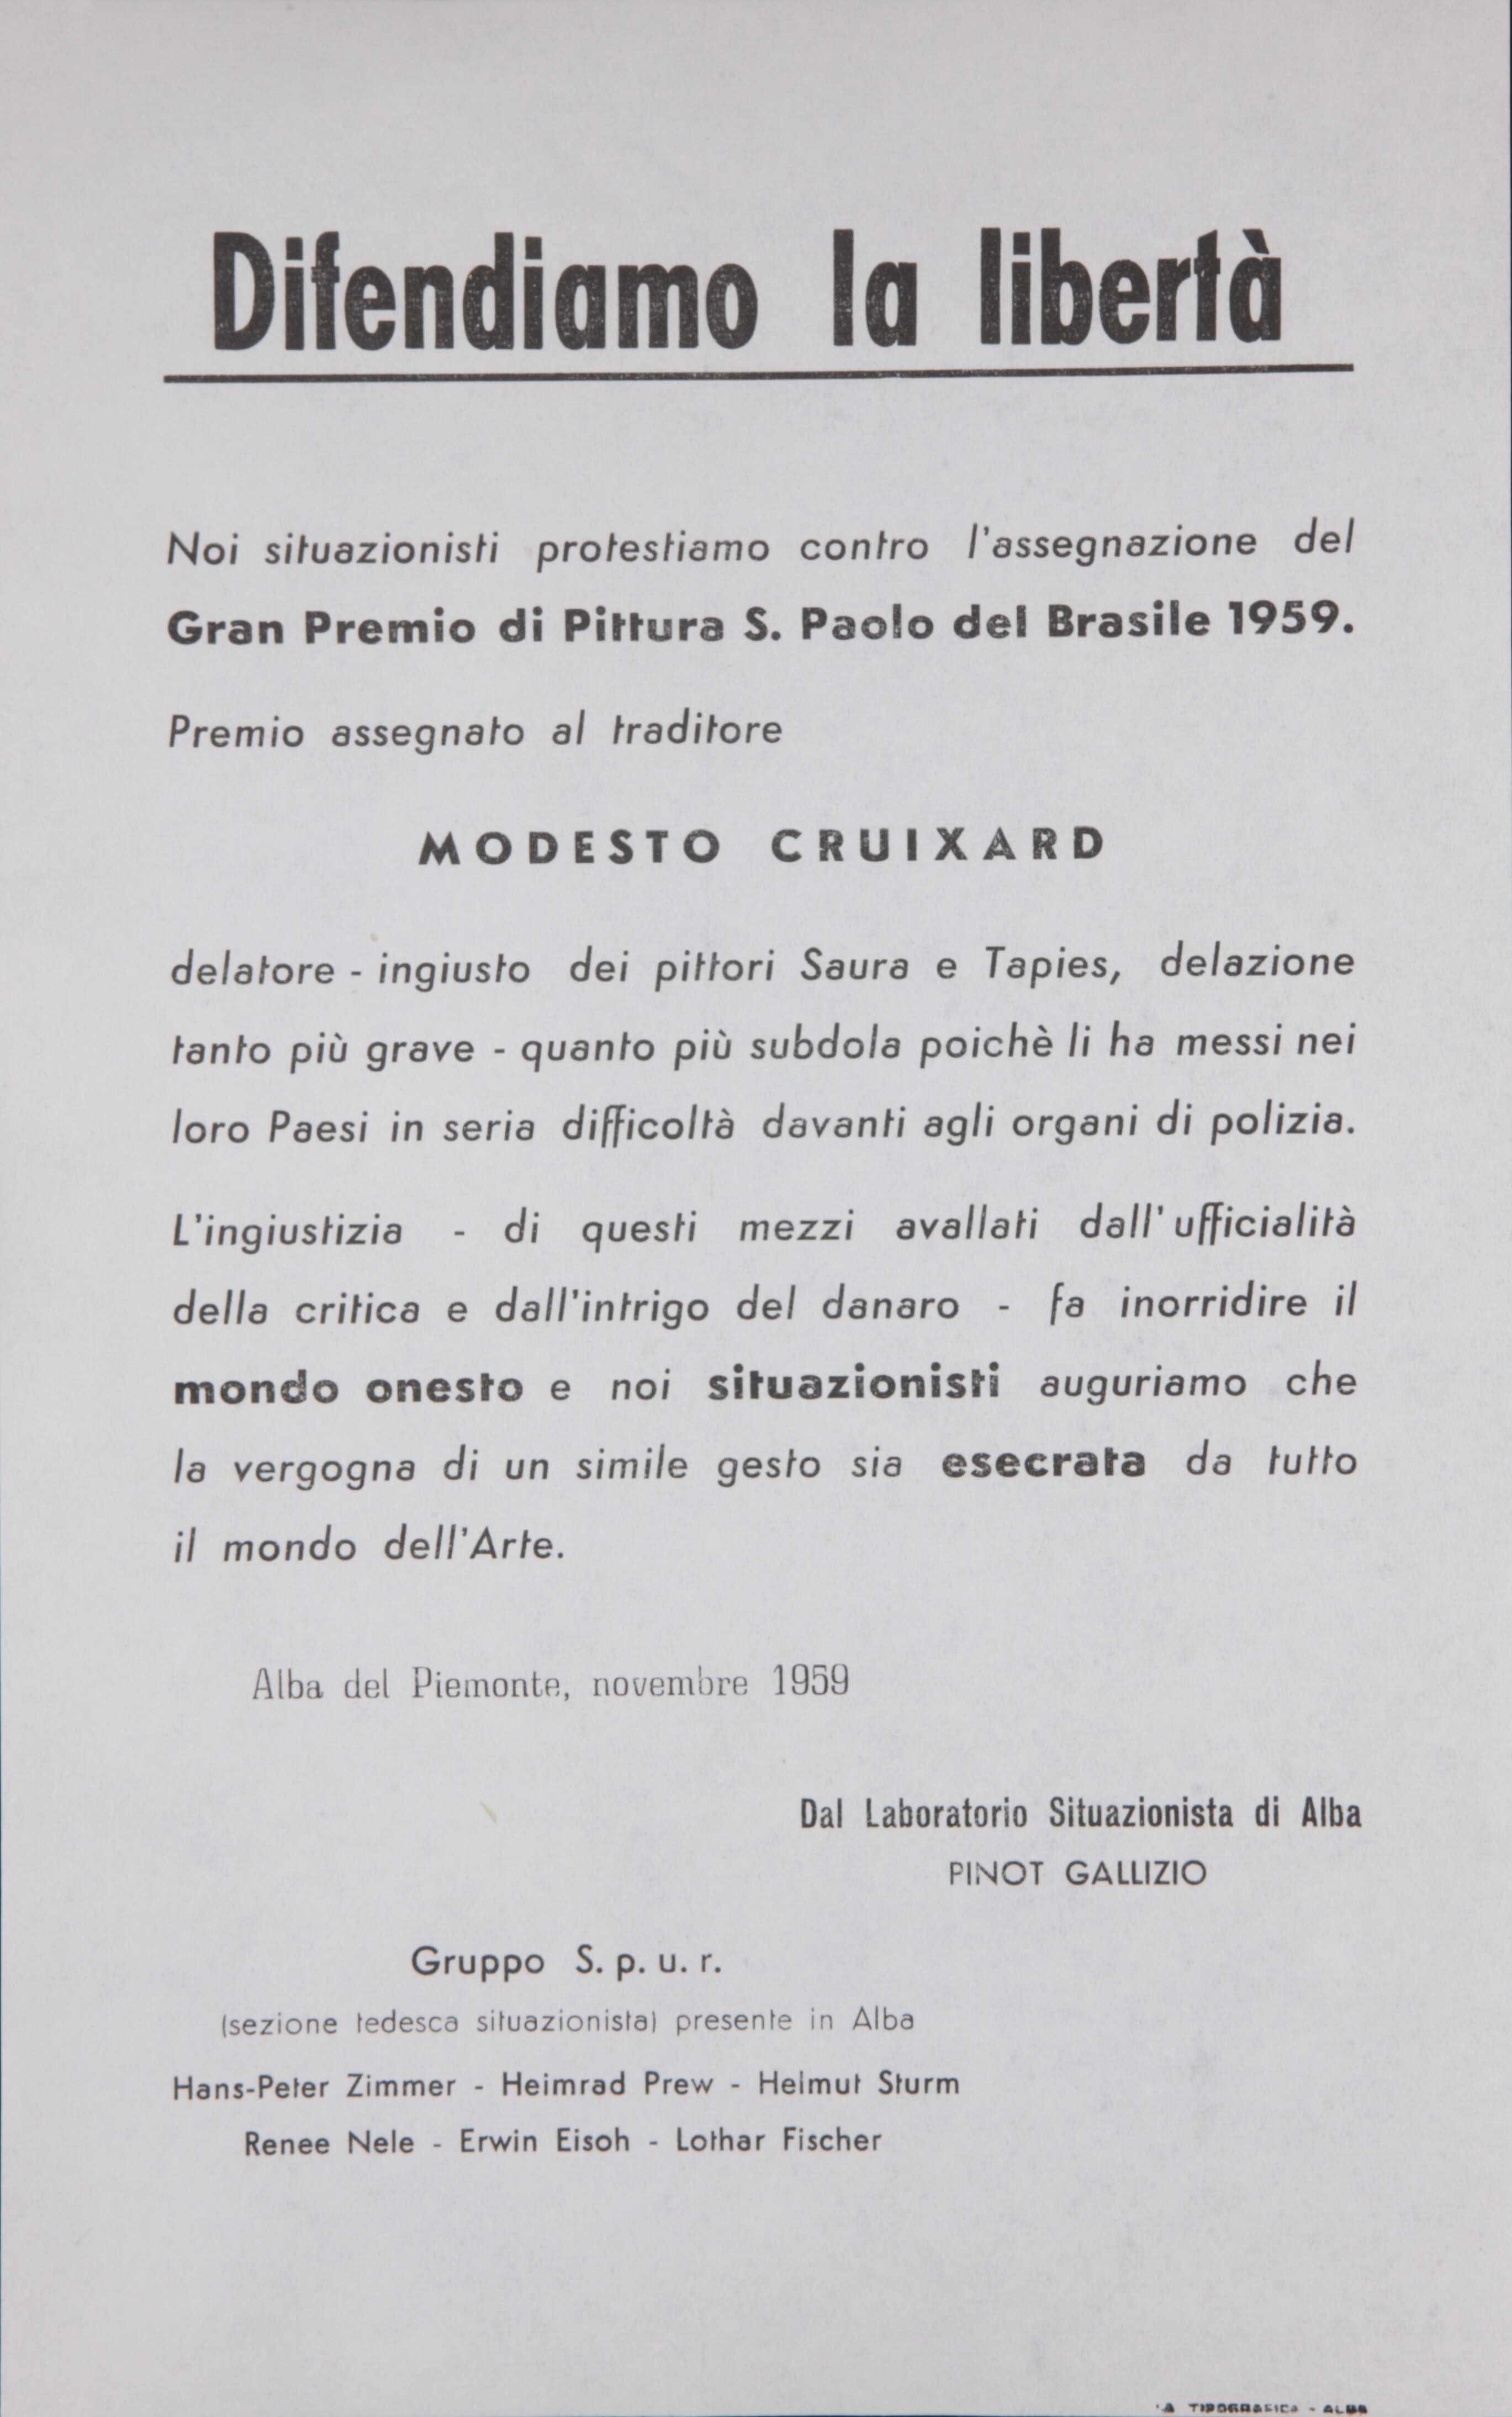 Difendiamo la libertà
Noi situazionisti protestiamo contro l'assegnazione del
Gran Premio di Pittura S. Paolo del Brasile 1959.
Premio assegnato al traditore
MODESTO CRUIXARD
delatore - ingiusto dei pittori Saura e Tapies, delazione
tanto più grave - quanto più subdola poichè li ha messi nei
loro Paesi in seria difficoltà davanti agli organi di polizia.
L'ingiustizia - di questi mezzi avallati dall'ufficialità
della critica e dall'intrigo del danaro - fa inorridire il
mondo onesto e noi situazionisti auguriamo che
la vergogna di un simile gesto sia esecrata da tutto
il mondo dell'Arte.
Alba del Piemonte, novembre 1959
Dal Laboratorio Situazionista di Alba
PINOT GALLIZIO
Gruppo S. p. u. r.
(sezione tedesca situazionista) presente in Alba
Hans-Peter Zimmer - Heimrad Prew - Helmut Sturm
Renee Nele - Erwin Eisoh - Lothar Fischer
TIPOGRAFICA - ALBA